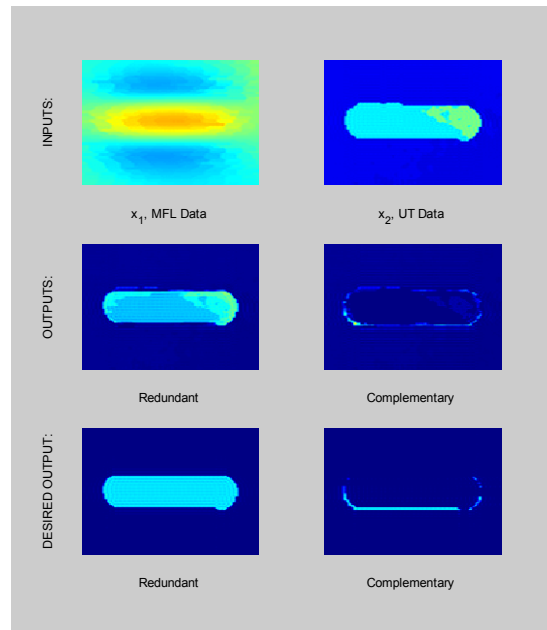 INPUTS:
x1, MFL Data
x2, UT Data
OUTPUTS:
Redundant
Complementary
DESIRED OUTPUT:
Redundant
Complementary